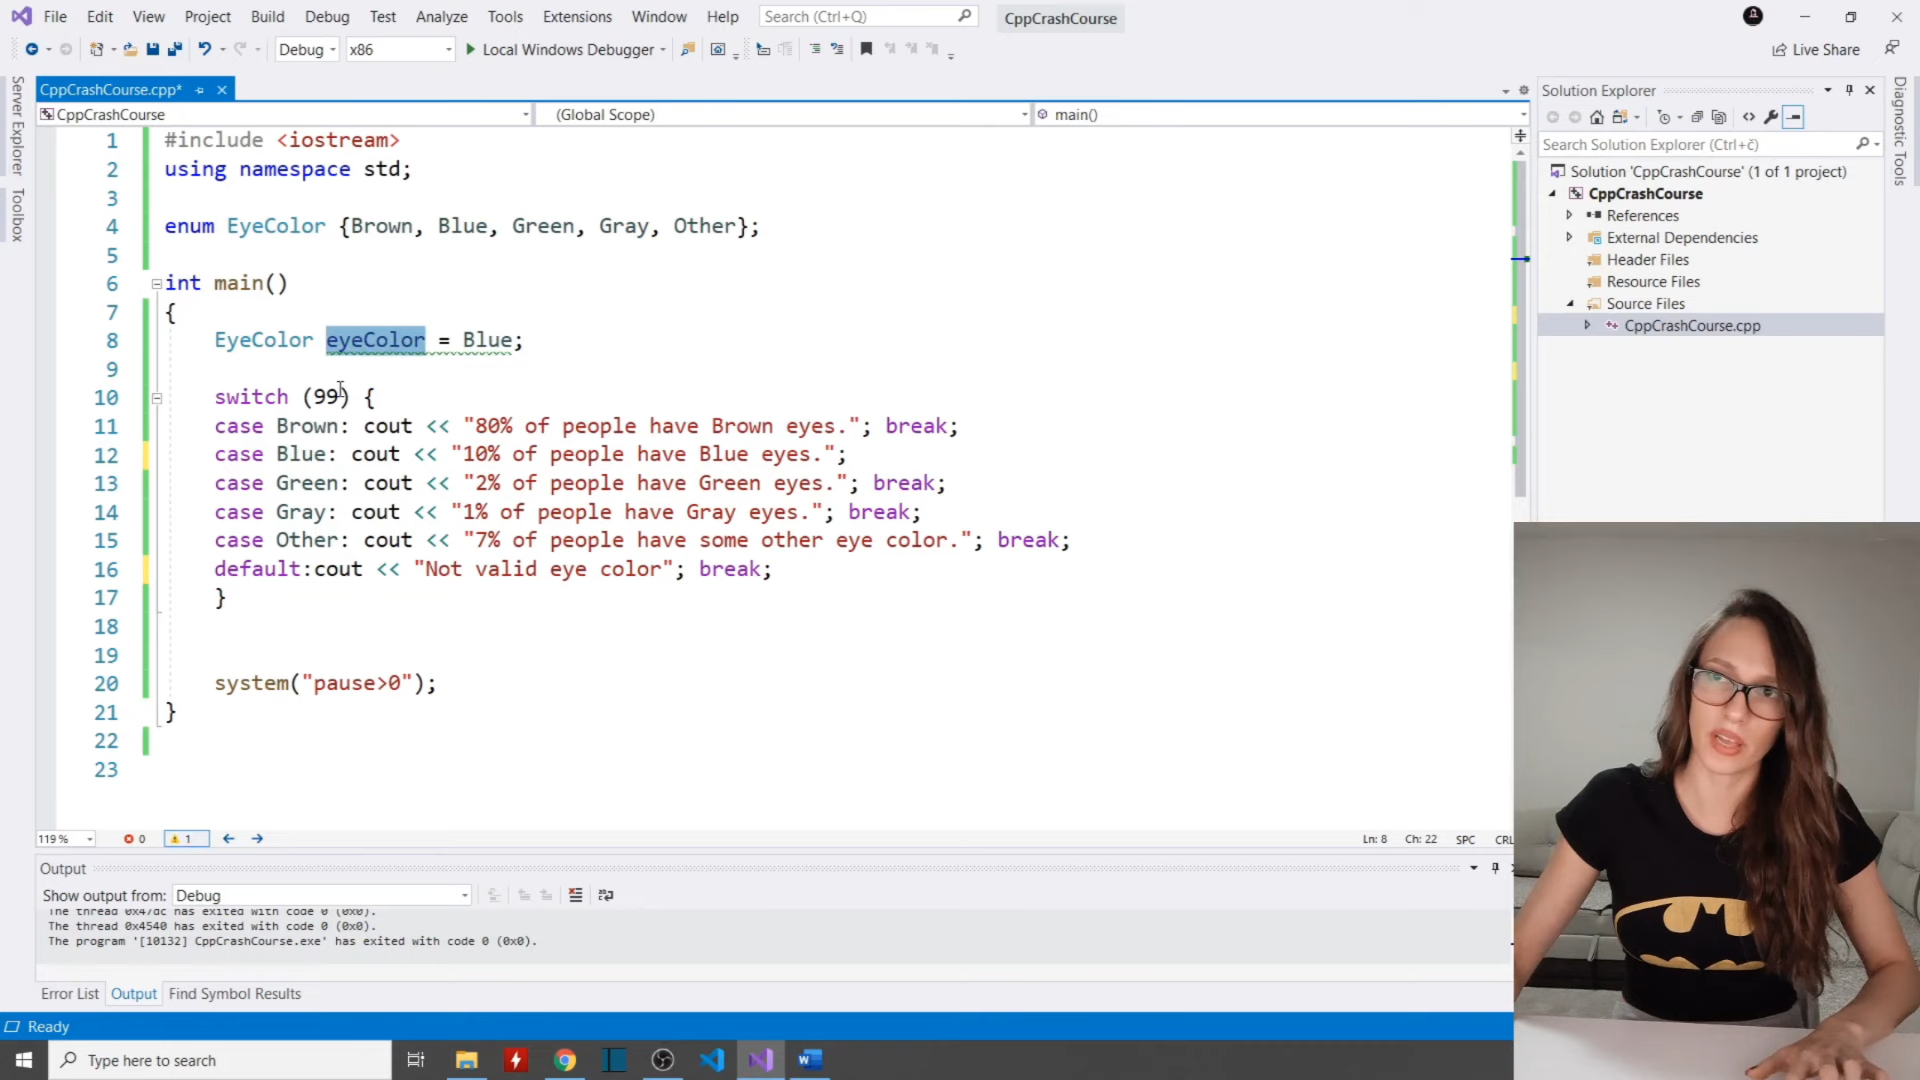 File Edit View Project Build Debug Test Analyze Tools Extensions Window Help Search (Ctrl+Q) CppCrashCourse
Debug x86 Local Windows Debugger Live Share
Server Explorer
Toolbox
CppCrashCourse.cpp*
CppCrashCourse (Global Scope) main()
1 #include <iostream>
2 using namespace std;
3
4 enum EyeColor {Brown, Blue, Green, Gray, Other};
5
6 int main()
7 {
8 EyeColor eyeColor = Blue;
9
10 switch (99) {
11 case Brown: cout << "80% of people have Brown eyes."; break;
12 case Blue: cout << "10% of people have Blue eyes.";
13 case Green: cout << "2% of people have Green eyes."; break;
14 case Gray: cout << "1% of people have Gray eyes."; break;
15 case Other: cout << "7% of people have some other eye color."; break;
16 default:cout << "Not valid eye color"; break;
17 }
18
19
20 system("pause>0");
21 }
22
23
119 % 0 1 Ln: 8 Ch: 22 SPC CRL
Output
Show output from: Debug
The thread 0x47dc has exited with code 0 (0x0).
The thread 0x4540 has exited with code 0 (0x0).
The program '[10132] CppCrashCourse.exe' has exited with code 0 (0x0).
Error List Output Find Symbol Results
Ready
Type here to search
Solution Explorer
Search Solution Explorer (Ctrl+č)
Solution 'CppCrashCourse' (1 of 1 project)
CppCrashCourse
References
External Dependencies
Header Files
Resource Files
Source Files
CppCrashCourse.cpp
Diagnostic Tools